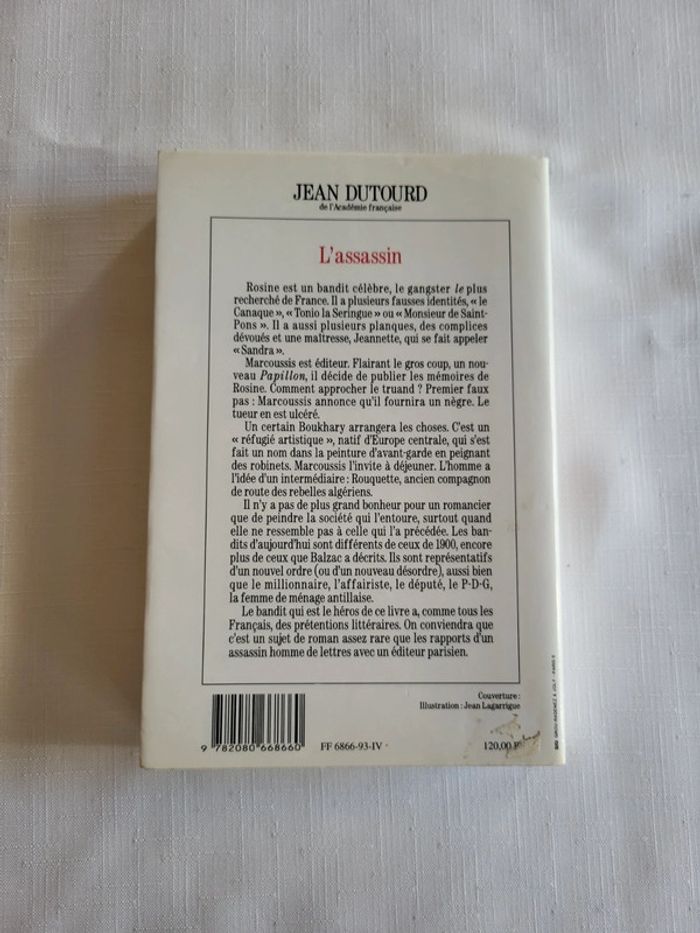 JEAN DUTOURD
de l'Académie française
L'assassin
Rosine est un bandit célèbre, le gangster le plus
recherché de France. Il a plusieurs fausses identités, « le
Canaque », « Tonio la Seringue » ou « Monsieur de Saint-
Pons ». Il a aussi plusieurs planques, des complices
dévoués et une maîtresse, Jeannette, qui se fait appeler
« Sandra ».
Marcoussis est éditeur. Flairant le gros coup, un nou-
veau Papillon, il décide de publier les mémoires de
Rosine. Comment approcher le truand ? Premier faux
pas : Marcoussis annonce qu'il fournira un nègre. Le
tueur en est ulcéré.
Un certain Boukhary arrangera les choses. C'est un
« réfugié artistique », natif d'Europe centrale, qui s'est
fait un nom dans la peinture d'avant-garde en peignant
des robinets. Marcoussis l'invite à déjeuner. L'homme a
l'idée d'un intermédiaire : Rouquette, ancien compagnon
de route des rebelles algériens.
Il n'y a pas de plus grand bonheur pour un romancier
que de peindre la société qui l'entoure, surtout quand
elle ne ressemble pas à celle qui l'a précédée. Les ban-
dits d'aujourd'hui sont différents de ceux de 1900, encore
plus de ceux que Balzac a décrits. Ils sont représentatifs
d'un nouvel ordre (ou d'un nouveau désordre), aussi bien
que le millionnaire, l'affairiste, le député, le P-D-G,
la femme de ménage antillaise.
Le bandit qui est le héros de ce livre a, comme tous les
Français, des prétentions littéraires. On conviendra que
c'est un sujet de roman assez rare que les rapports d'un
assassin homme de lettres avec un éditeur parisien.
Couverture :
Illustration : Jean Lagarrigue
9 782080 668660
FF 6866-93-IV
120,00 F